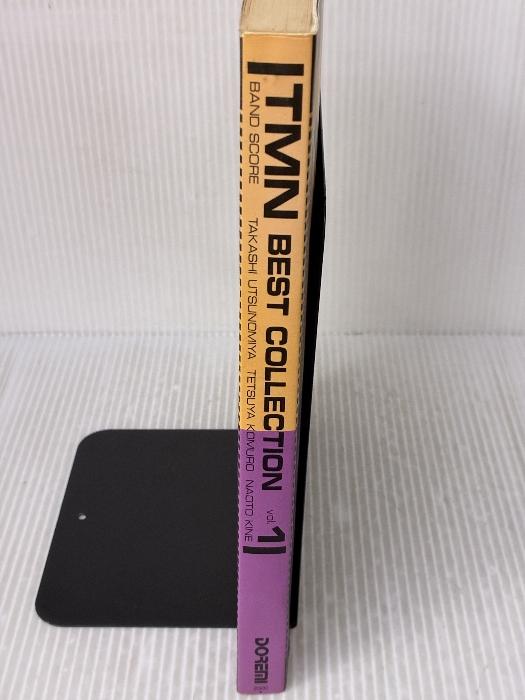 TMN BEST COLLECTION vol. 1
BAND SCORE TAKASHI UTSUNOMIYA TETSUYA KOMURO NAOTO KINE
DOREMI